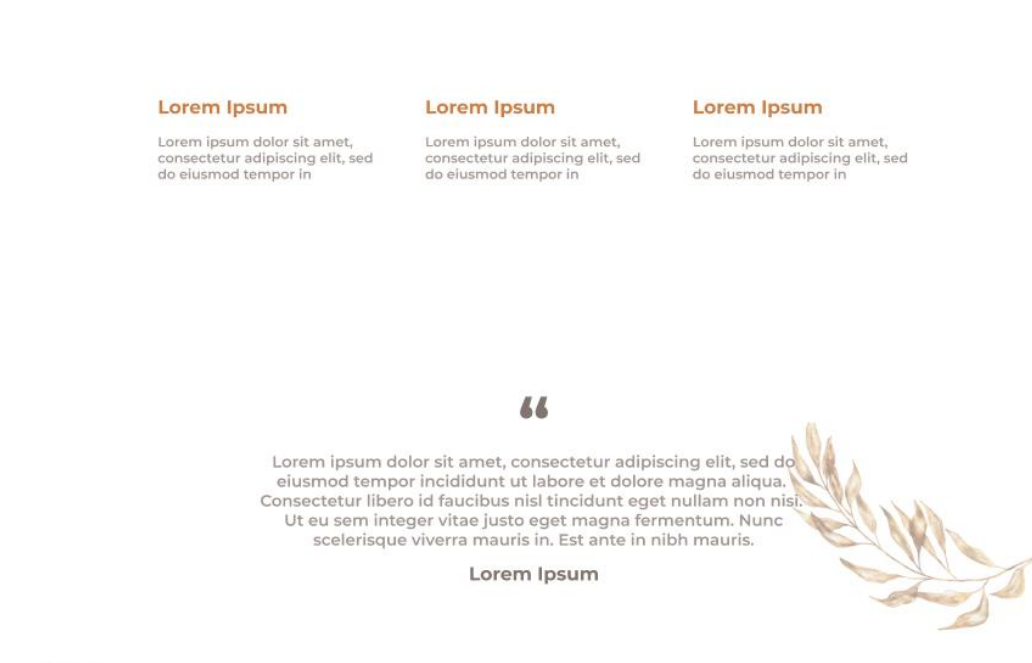 Lorem Ipsum
Lorem ipsum dolor sit amet,
consectetur adipiscing elit, sed
do eiusmod tempor in
Lorem Ipsum
Lorem ipsum dolor sit amet,
consectetur adipiscing elit, sed
do eiusmod tempor in
Lorem Ipsum
Lorem ipsum dolor sit amet,
consectetur adipiscing elit, sed
do eiusmod tempor in
“
Lorem ipsum dolor sit amet, consectetur adipiscing elit, sed do
eiusmod tempor incididunt ut labore et dolore magna aliqua.
Consectetur libero id faucibus nisl tincidunt eget nullam non nisi.
Ut eu sem integer vitae justo eget magna fermentum. Nunc
scelerisque viverra mauris in. Est ante in nibh mauris.
Lorem Ipsum